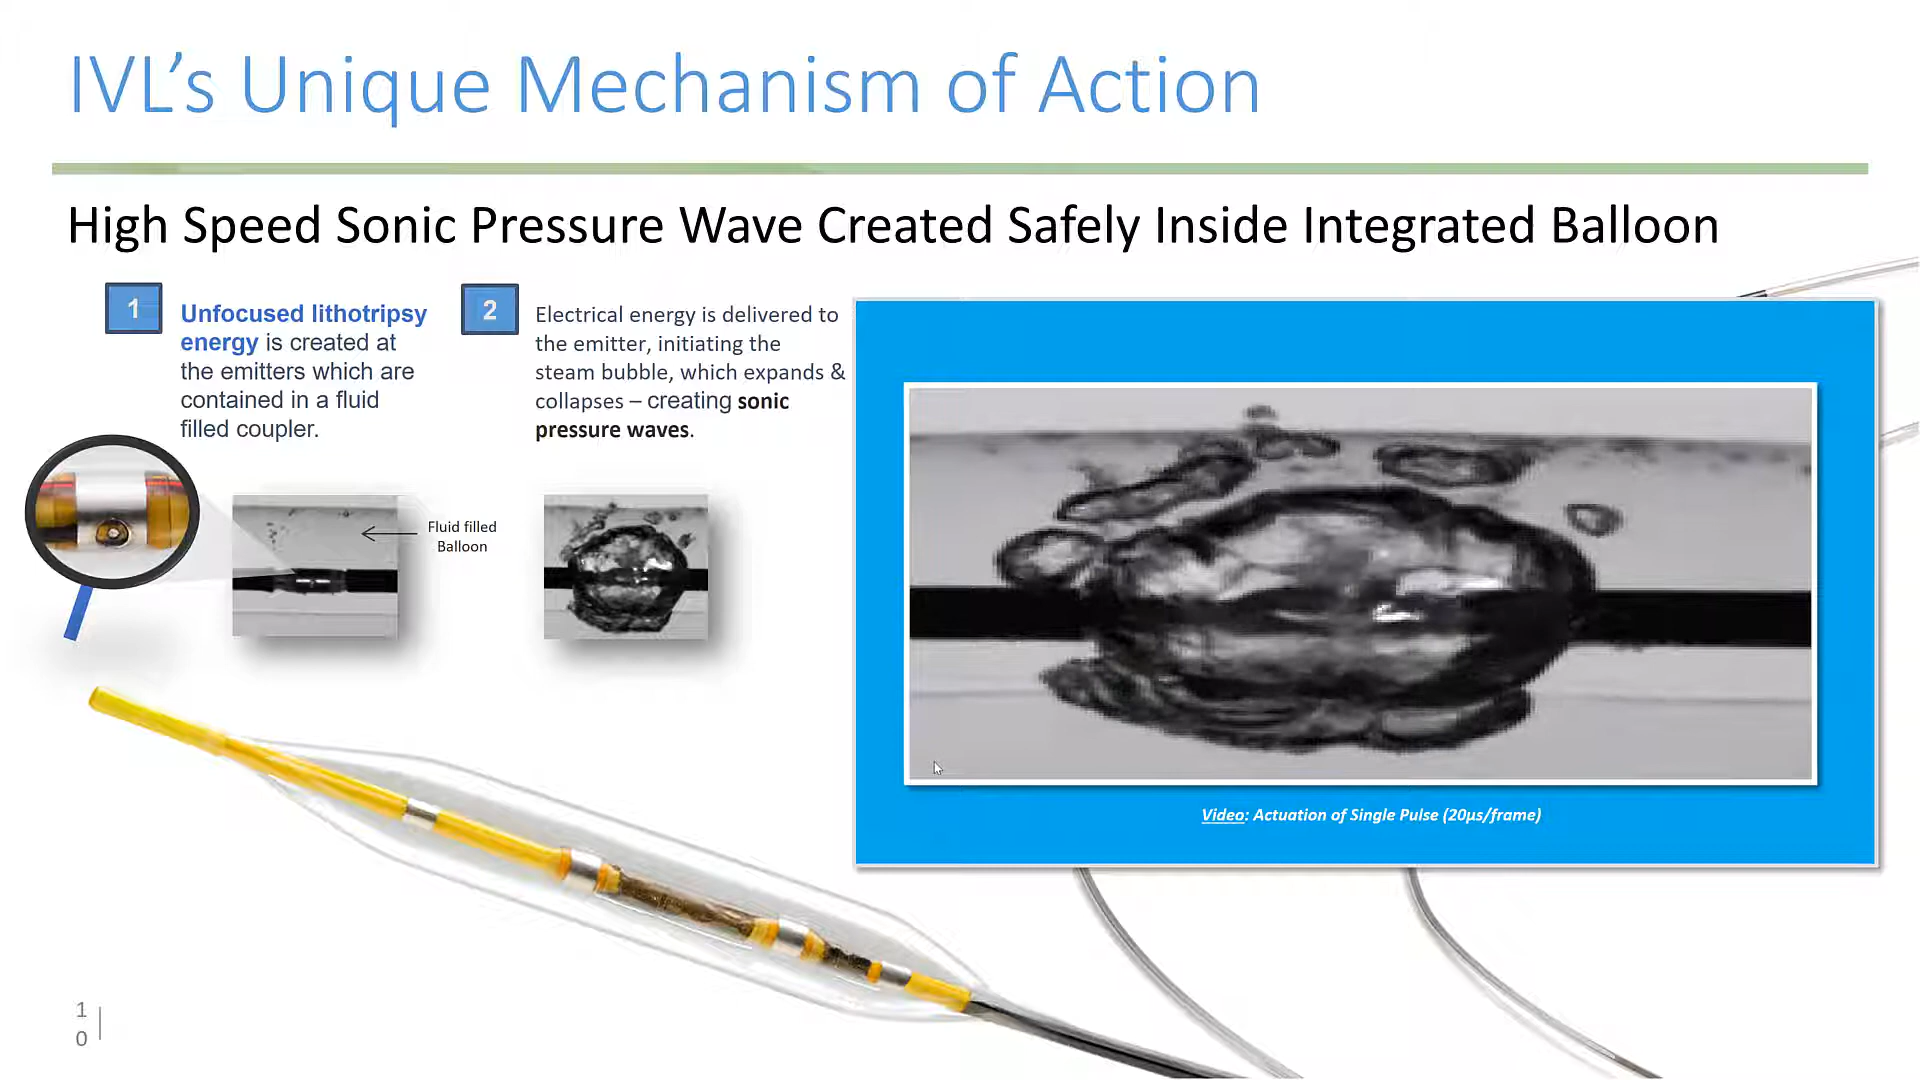 IVL’s Unique Mechanism of Action
High Speed Sonic Pressure Wave Created Safely Inside Integrated Balloon
1
Unfocused lithotripsy
energy is created at
the emitters which are
contained in a fluid
filled coupler.
2
Electrical energy is delivered to
the emitter, initiating the
steam bubble, which expands &
collapses – creating sonic
pressure waves.
Fluid filled
Balloon
Video: Actuation of Single Pulse (20µs/frame)
1
0